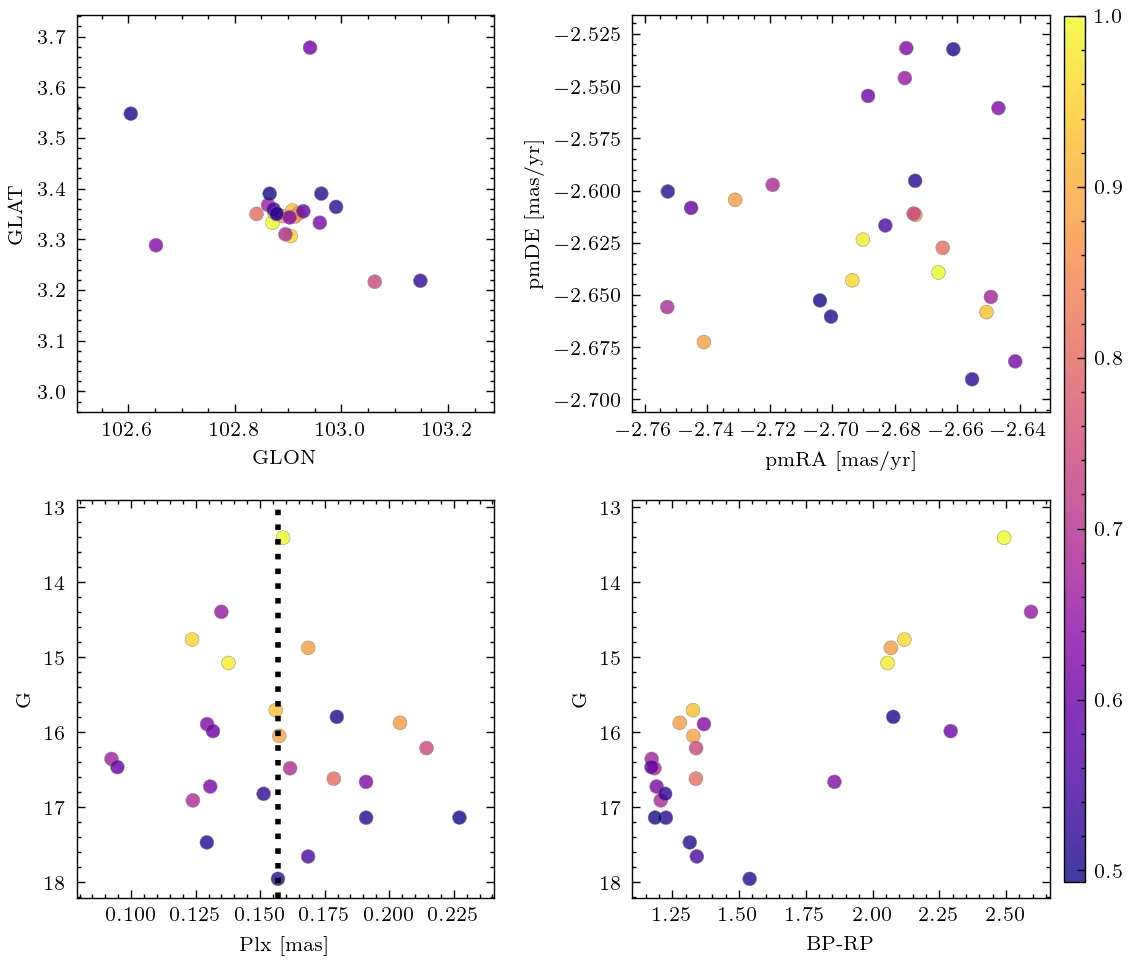 3.7
3.6
3.5
3.4
3.3
3.2
3.1
3.0
GLAT
102.6 102.8 103.0 103.2
GLON
−2.525
−2.550
−2.575
−2.600
−2.625
−2.650
−2.675
−2.700
pmDE [mas/yr]
−2.76 −2.74 −2.72 −2.70 −2.68 −2.66 −2.64
pmRA [mas/yr]
13
14
15
16
17
18
G
0.100 0.125 0.150 0.175 0.200 0.225
Plx [mas]
13
14
15
16
17
18
G
1.25 1.50 1.75 2.00 2.25 2.50
BP-RP
1.0
0.9
0.8
0.7
0.6
0.5